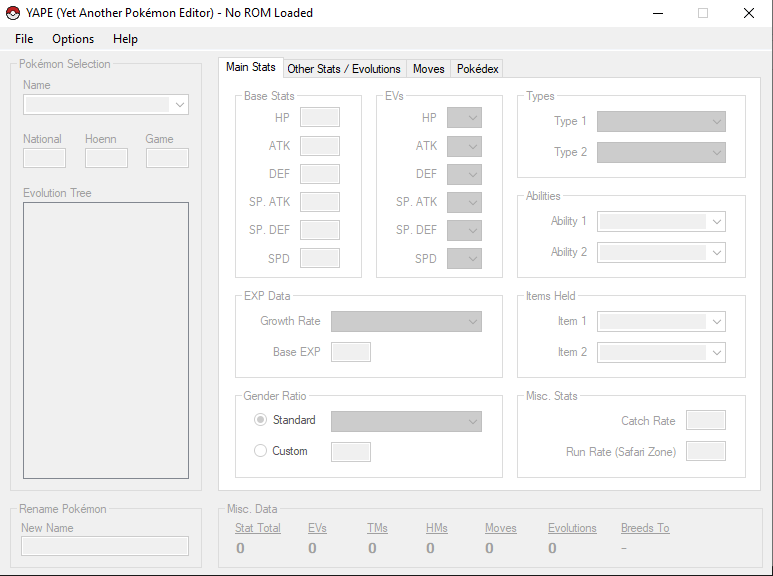 YAPE (Yet Another Pokémon Editor) - No ROM Loaded
File Options Help
Pokémon Selection
Name
National Hoenn Game
Evolution Tree
Rename Pokémon
New Name
Main Stats Other Stats / Evolutions Moves Pokédex
Base Stats
HP
ATK
DEF
SP. ATK
SP. DEF
SPD
EVs
HP
ATK
DEF
SP. ATK
SP. DEF
SPD
Types
Type 1
Type 2
Abilities
Ability 1
Ability 2
EXP Data
Growth Rate
Base EXP
Items Held
Item 1
Item 2
Gender Ratio
Standard
Custom
Misc. Stats
Catch Rate
Run Rate (Safari Zone)
Misc. Data
Stat Total EVs TMs HMs Moves Evolutions Breeds To
0 0 0 0 0 0 -